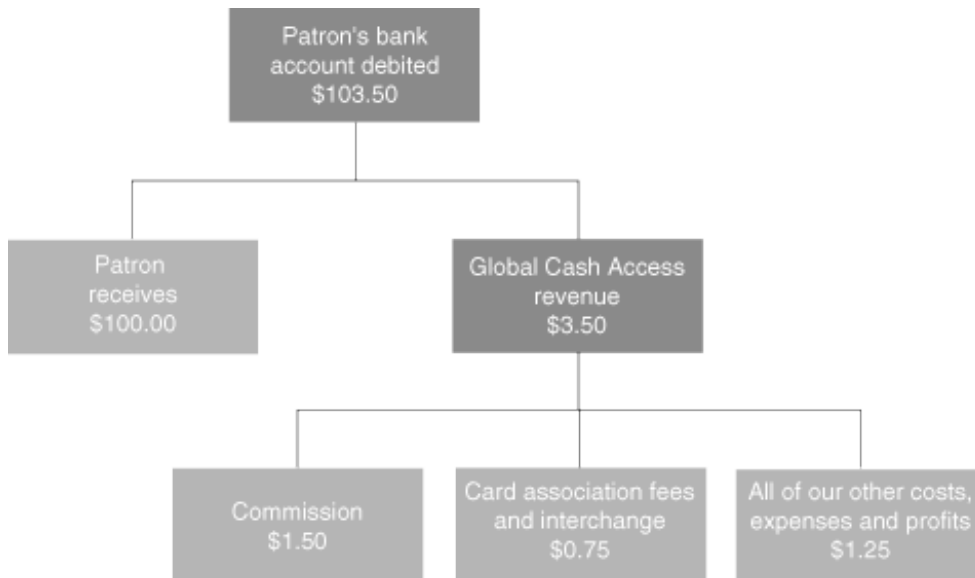 Patron's bank
account debited
$103.50
Patron
receives
$100.00
Global Cash Access
revenue
$3.50
Commission
$1.50
Card association fees
and interchange
$0.75
All of our other costs,
expenses and profits
$1.25